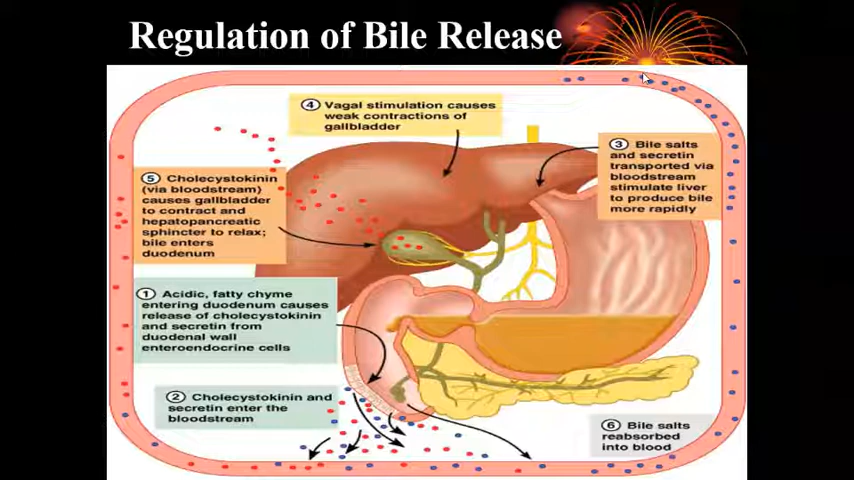 Regulation of Bile Release
④ Vagal stimulation causes
weak contractions of
gallbladder
③ Bile salts
and secretin
transported via
bloodstream
stimulate liver
to produce bile
more rapidly
⑤ Cholecystokinin
(via bloodstream)
causes gallbladder
to contract and
hepatopancreatic
sphincter to relax;
bile enters
duodenum
① Acidic, fatty chyme
entering duodenum causes
release of cholecystokinin
and secretin from
duodenal wall
enteroendocrine cells
② Cholecystokinin and
secretin enter the
bloodstream
⑥ Bile salts
reabsorbed
into blood